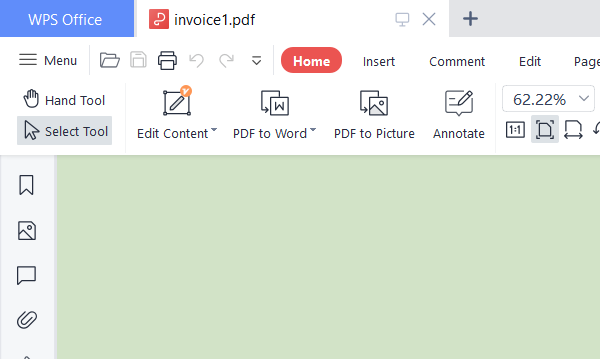 WPS Office
invoice1.pdf
Menu
Home
Insert
Comment
Edit
Page
Hand Tool
Select Tool
Edit Content
PDF to Word
PDF to Picture
Annotate
62.22%
1:1